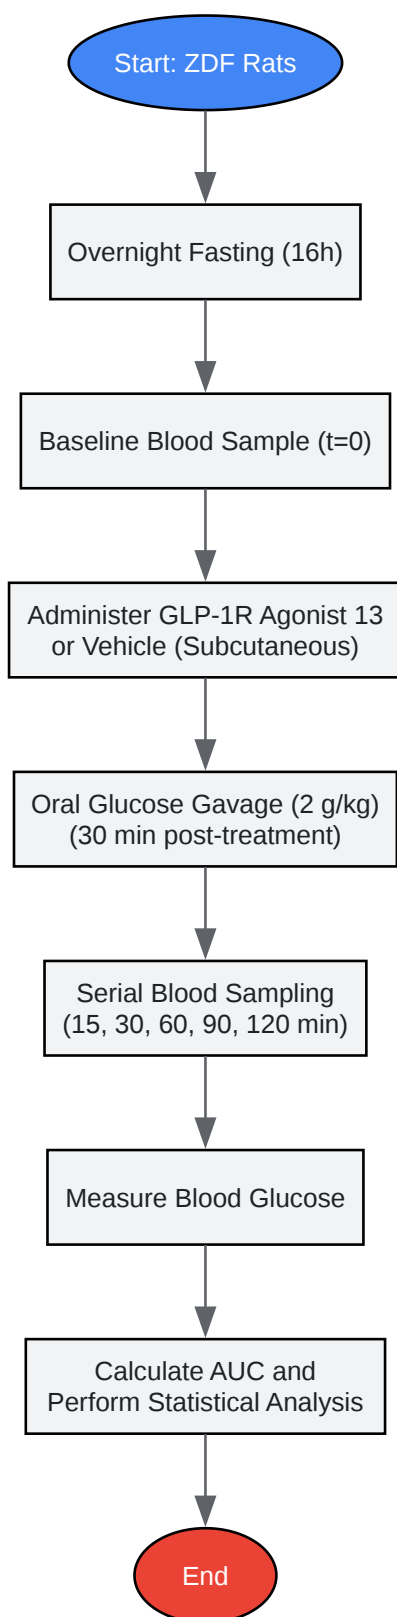 Start: ZDF Rats
Overnight Fasting (16h)
Baseline Blood Sample (t=0)
Administer GLP-1R Agonist 13
or Vehicle (Subcutaneous)
Oral Glucose Gavage (2 g/kg)
(30 min post-treatment)
Serial Blood Sampling
(15, 30, 60, 90, 120 min)
Measure Blood Glucose
Calculate AUC and
Perform Statistical Analysis
End